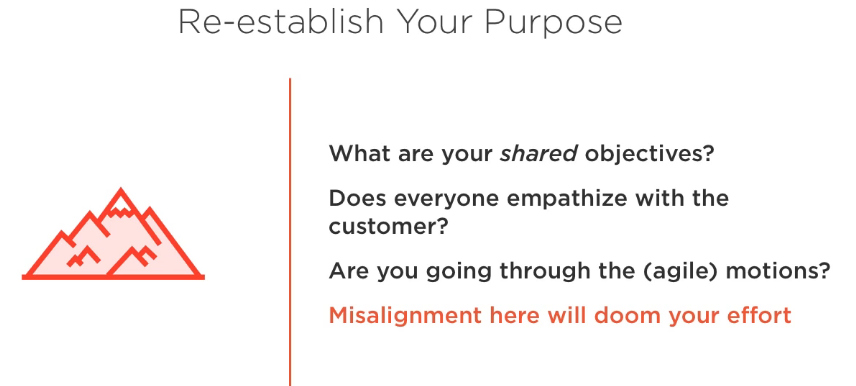 Re-establish Your Purpose
What are your shared objectives?
Does everyone empathize with the
customer?
Are you going through the (agile) motions?
Misalignment here will doom your effort